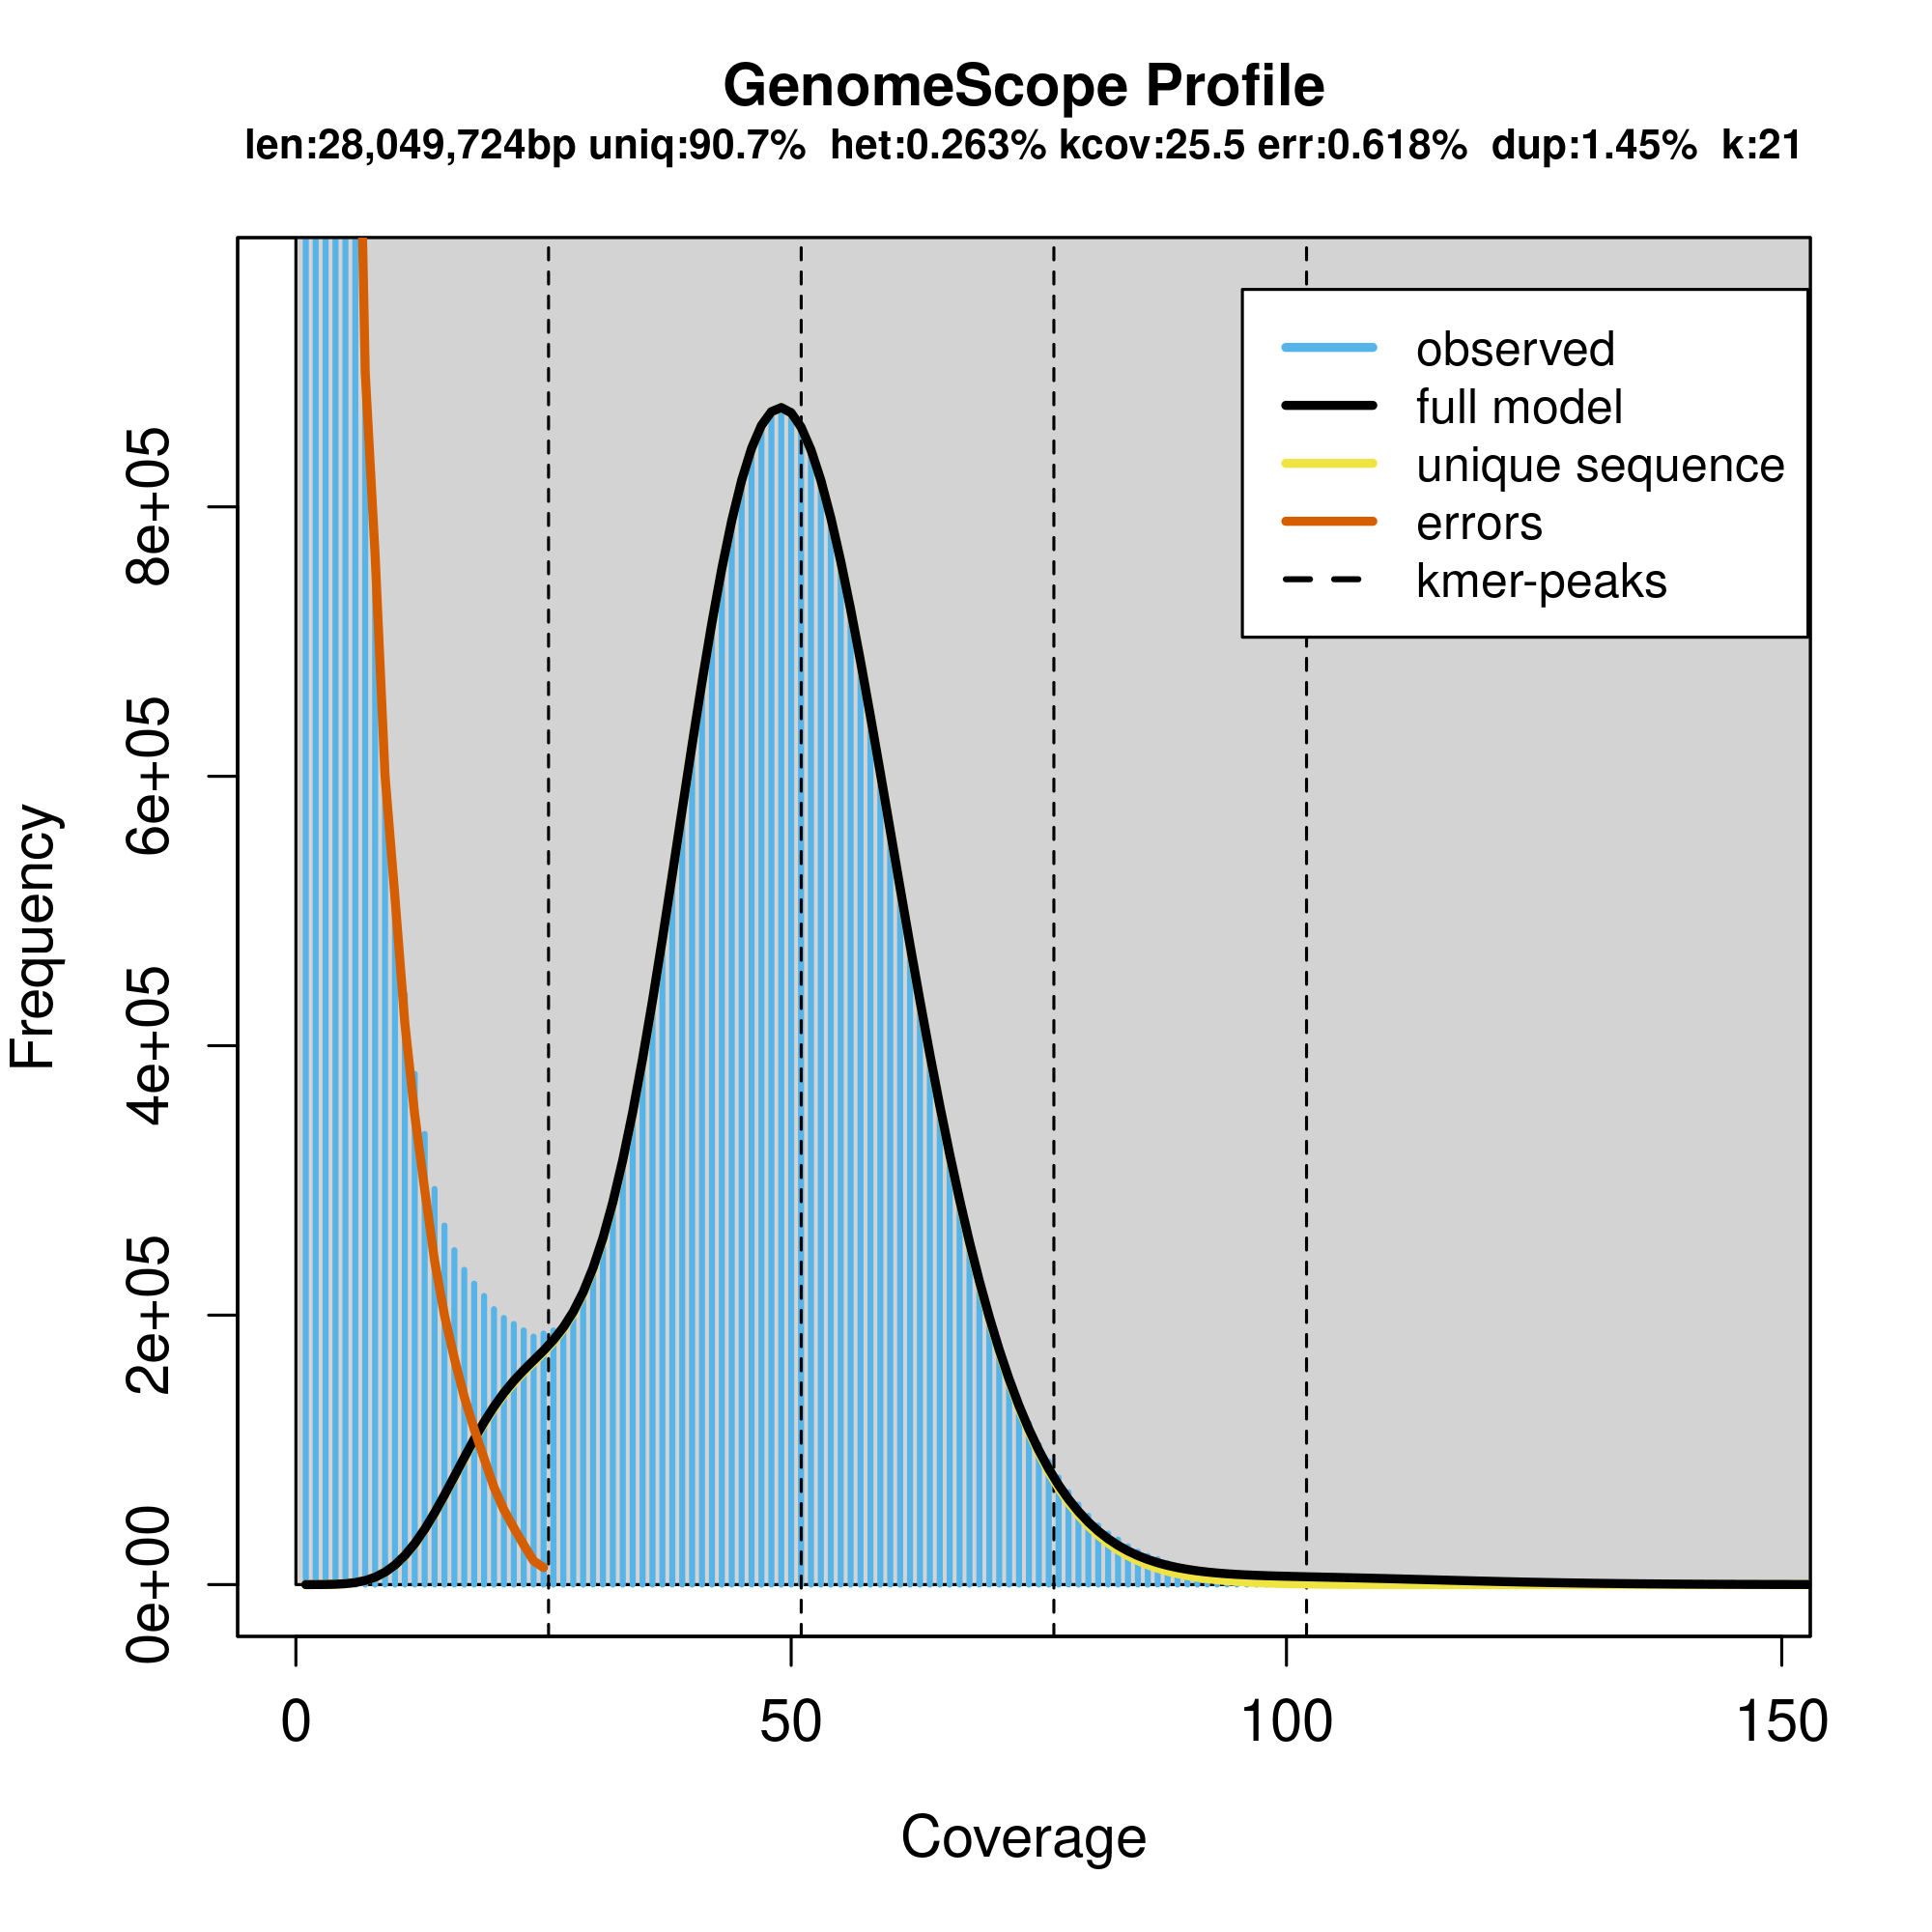 GenomeScope Profile
len:28,049,724bp uniq:90.7% het:0.263% kcov:25.5 err:0.618% dup:1.45% k:21
observed
full model
unique sequence
errors
kmer-peaks
Frequency
8e+05
6e+05
4e+05
2e+05
0e+00
0 50 100 150
Coverage